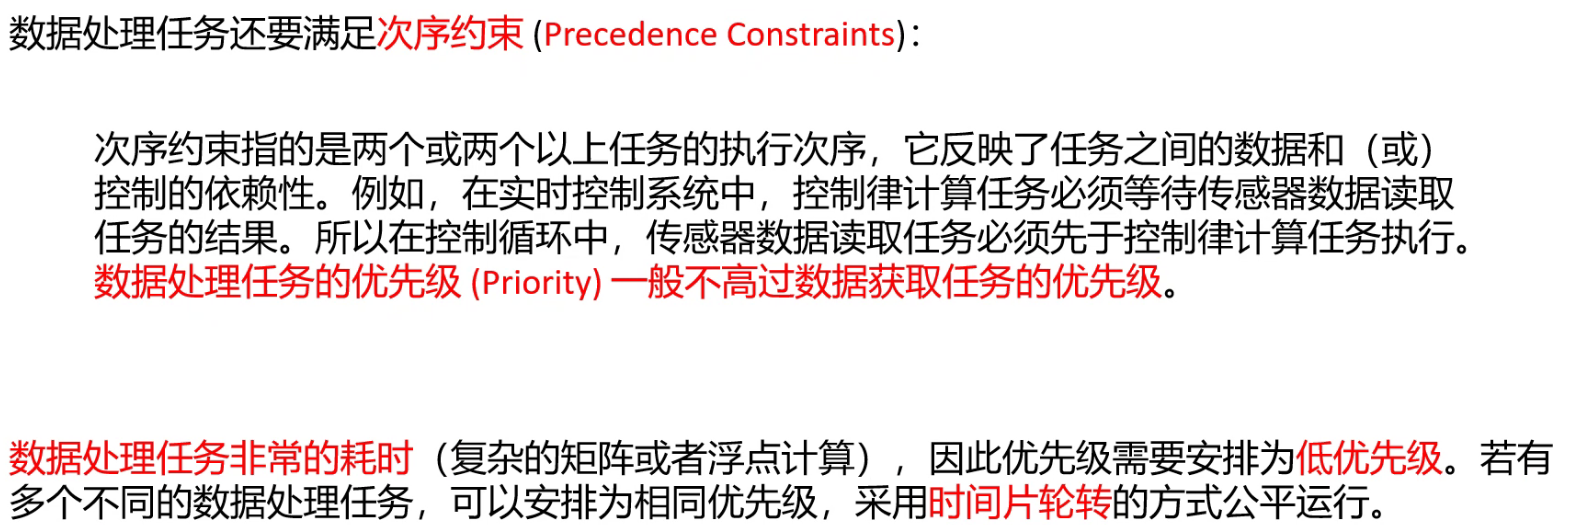 数据处理任务还要满足次序约束 (Precedence Constraints)：
次序约束指的是两个或两个以上任务的执行次序，它反映了任务之间的数据和（或）
控制的依赖性。例如，在实时控制系统中，控制律计算任务必须等待传感器数据读取
任务的结果。所以在控制循环中，传感器数据读取任务必须先于控制律计算任务执行。
数据处理任务的优先级 (Priority) 一般不高过数据获取任务的优先级。
数据处理任务非常的耗时（复杂的矩阵或者浮点计算），因此优先级需要安排为低优先级。若有
多个不同的数据处理任务，可以安排为相同优先级，采用时间片轮转的方式公平运行。